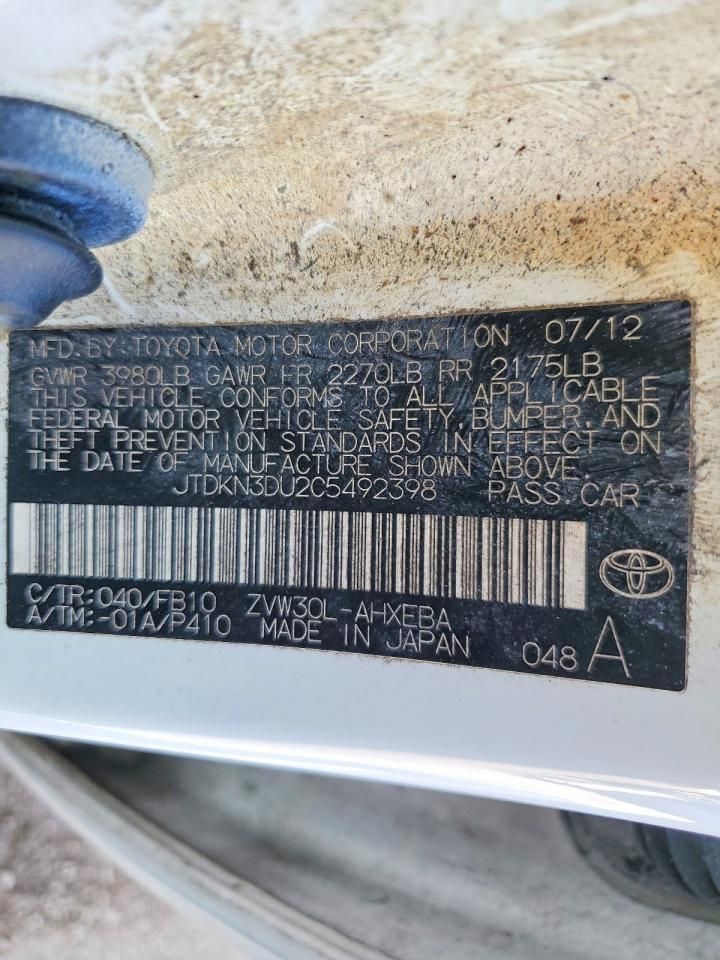 MFD.BY TOYOTA MOTOR CORPORATION 07/12
GVWR 3980LB GAWR FR 2270LB RR 2175LB
THIS VEHICLE CONFORMS TO ALL APPLICABLE
FEDERAL MOTOR VEHICLE SAFETY, BUMPER, AND
THEFT PREVENTION STANDARDS IN EFFECT ON
THE DATE OF MANUFACTURE SHOWN ABOVE.
JTDKN3DU2C5492398 PASS.CAR
C/TR:040/FB10 ZVW30L-AHXEBA
A/TM:-01A/P410 MADE IN JAPAN 048 A